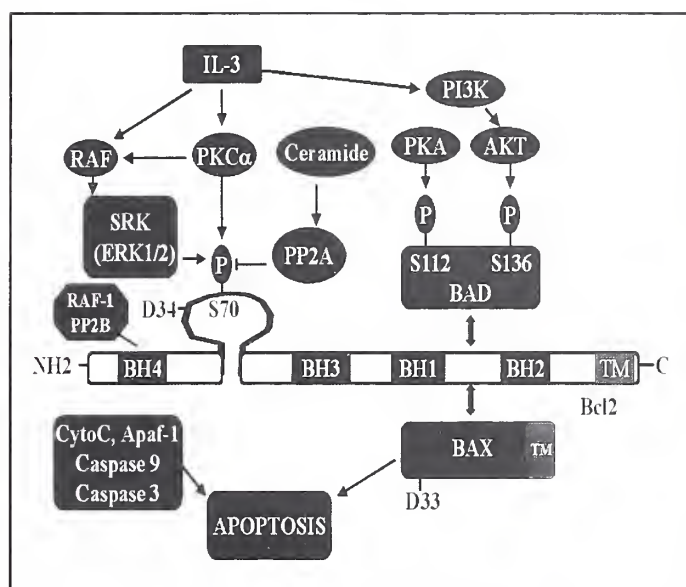 IL-3
PI3K
RAF
PKCα
Ceramide
PKA
AKT
SRK
(ERK1/2)
P
PP2A
P
P
S112
S136
BAD
RAF-1
PP2B
D34
S70
NH2
BH4
BH3
BH1
BH2
TM
C
Bcl2
CytoC, Apaf-1
Caspase 9
Caspase 3
BAX
TM
D33
APOPTOSIS